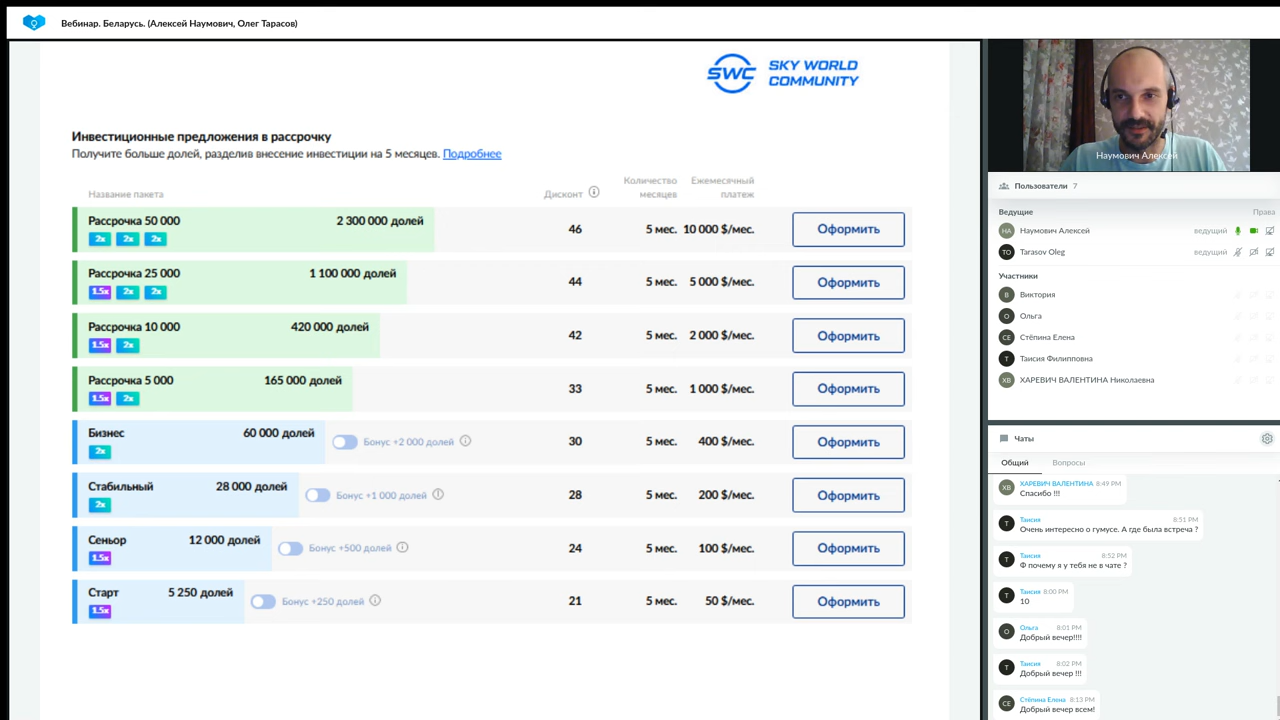 Вебинар. Беларусь. (Алексей Наумович, Олег Тарасов)
SWC SKY WORLD COMMUNITY
Инвестиционные предложения в рассрочку
Получите больше долей, разделив внесение инвестиции на 5 месяцев. Подробнее
Название пакета Дисконт Количество месяцев Ежемесячный платеж
Рассрочка 50 000 2 300 000 долей 46 5 мес. 10 000 $/мес. Оформить
2x 2x 2x
Рассрочка 25 000 1 100 000 долей 44 5 мес. 5 000 $/мес. Оформить
1.5x 2x 2x
Рассрочка 10 000 420 000 долей 42 5 мес. 2 000 $/мес. Оформить
1.5x 2x
Рассрочка 5 000 165 000 долей 33 5 мес. 1 000 $/мес. Оформить
1.5x 2x
Бизнес 60 000 долей Бонус +2 000 долей 30 5 мес. 400 $/мес. Оформить
2x
Стабильный 28 000 долей Бонус +1 000 долей 28 5 мес. 200 $/мес. Оформить
2x
Сеньор 12 000 долей Бонус +500 долей 24 5 мес. 100 $/мес. Оформить
1.5x
Старт 5 250 долей Бонус +250 долей 21 5 мес. 50 $/мес. Оформить
1.5x
Наумович Алексей
Пользователи 7
Ведущие Права
НА Наумович Алексей ведущий
TO Tarasov Oleg ведущий
Участники
В Виктория
О Ольга
СЕ Стёпина Елена
Т Таисия Филипповна
ХВ ХАРЕВИЧ ВАЛЕНТИНА Николаевна
Чаты
Общий Вопросы
ХВ ХАРЕВИЧ ВАЛЕНТИНА 8:49 PM
Спасибо !!!
Т Таисия 8:51 PM
Очень интересно о гумусе. А где была встреча ?
Т Таисия 8:52 PM
Ф почему я у тебя не в чате ?
Т Таисия 8:00 PM
10
О Ольга 8:01 PM
Добрый вечер!!!!
Т Таисия 8:02 PM
Добрый вечер !!!
СЕ Стёпина Елена 8:13 PM
Добрый вечер всем!